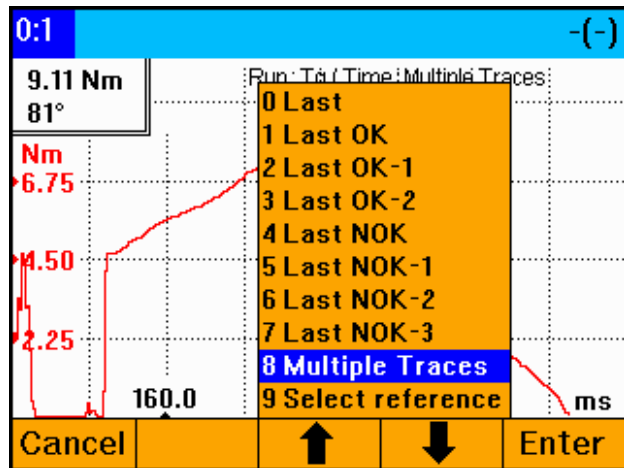 0:1 -(-)
9.11 Nm
81°
Run: Tq / Time: Multiple Traces
Nm
6.75
4.50
2.25
160.0
ms
0 Last
1 Last OK
2 Last OK-1
3 Last OK-2
4 Last NOK
5 Last NOK-1
6 Last NOK-2
7 Last NOK-3
8 Multiple Traces
9 Select reference
Cancel Enter